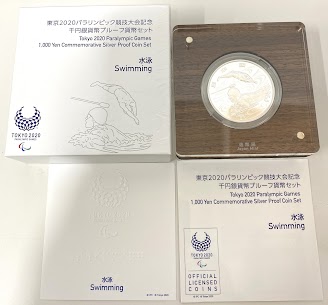 東京2020パラリンピック競技大会記念
千円銀貨幣プルーフ貨幣セット
Tokyo 2020 Paralympic Games
1,000 Yen Commemorative Silver Proof Coin Set
水泳
Swimming
TOKYO 2020
水泳
Swimming
東京2020パラリンピック競技大会記念
千円銀貨幣プルーフ貨幣セット
Tokyo 2020 Paralympic Games
1,000 Yen Commemorative Silver Proof Coin Set
水泳
Swimming
TOKYO 2020
OFFICIAL
LICENSED
COINS